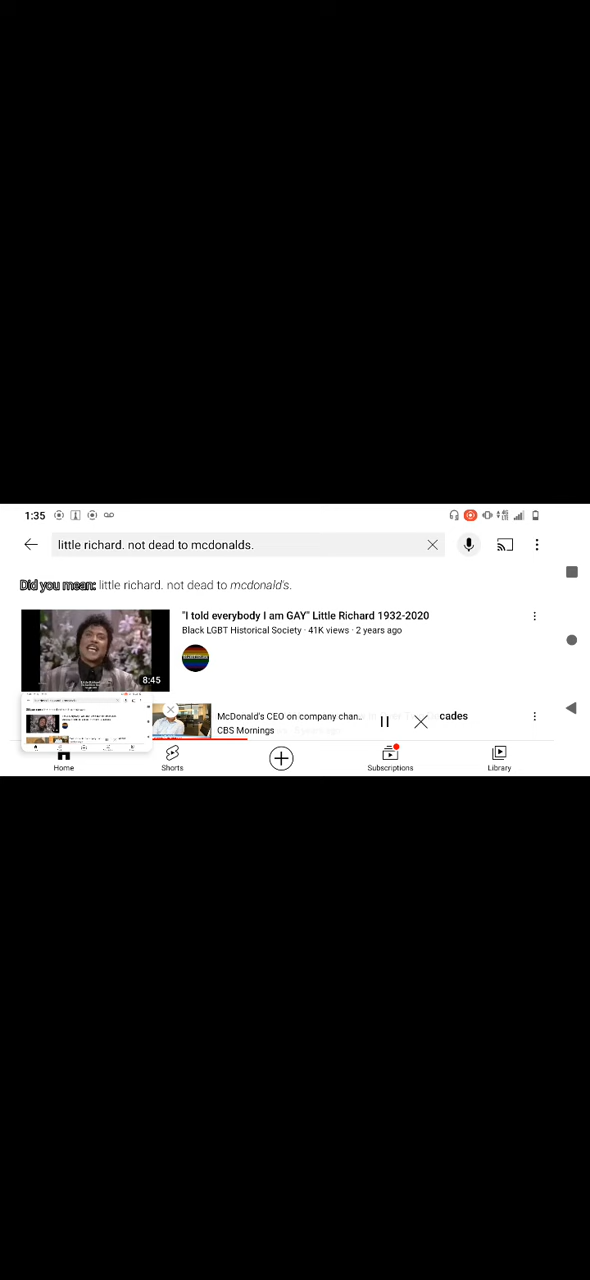 1:35
little richard. not dead to mcdonalds.
Did you mean: little richard. not dead to mcdonald's.
"I told everybody I am GAY" Little Richard 1932-2020
Black LGBT Historical Society · 41K views · 2 years ago
8:45
McDonald's CEO on company chan..
cades
CBS Mornings
Home
Shorts
Subscriptions
Library